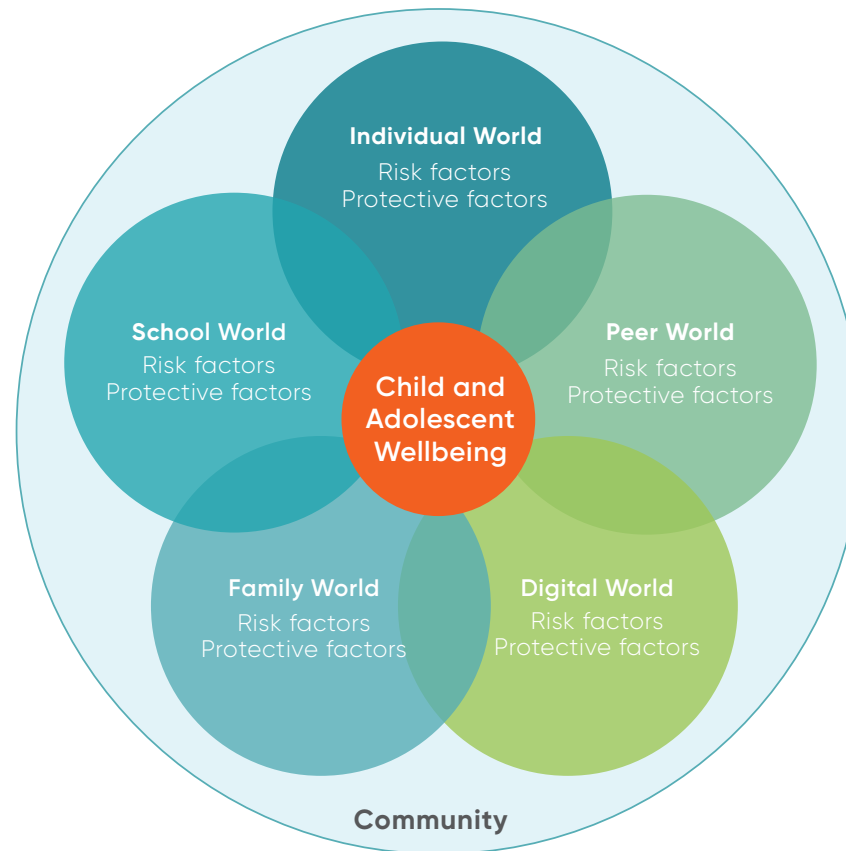 Individual World
Risk factors
Protective factors
School World
Risk factors
Protective factors
Peer World
Risk factors
Protective factors
Child and
Adolescent
Wellbeing
Family World
Risk factors
Protective factors
Digital World
Risk factors
Protective factors
Community